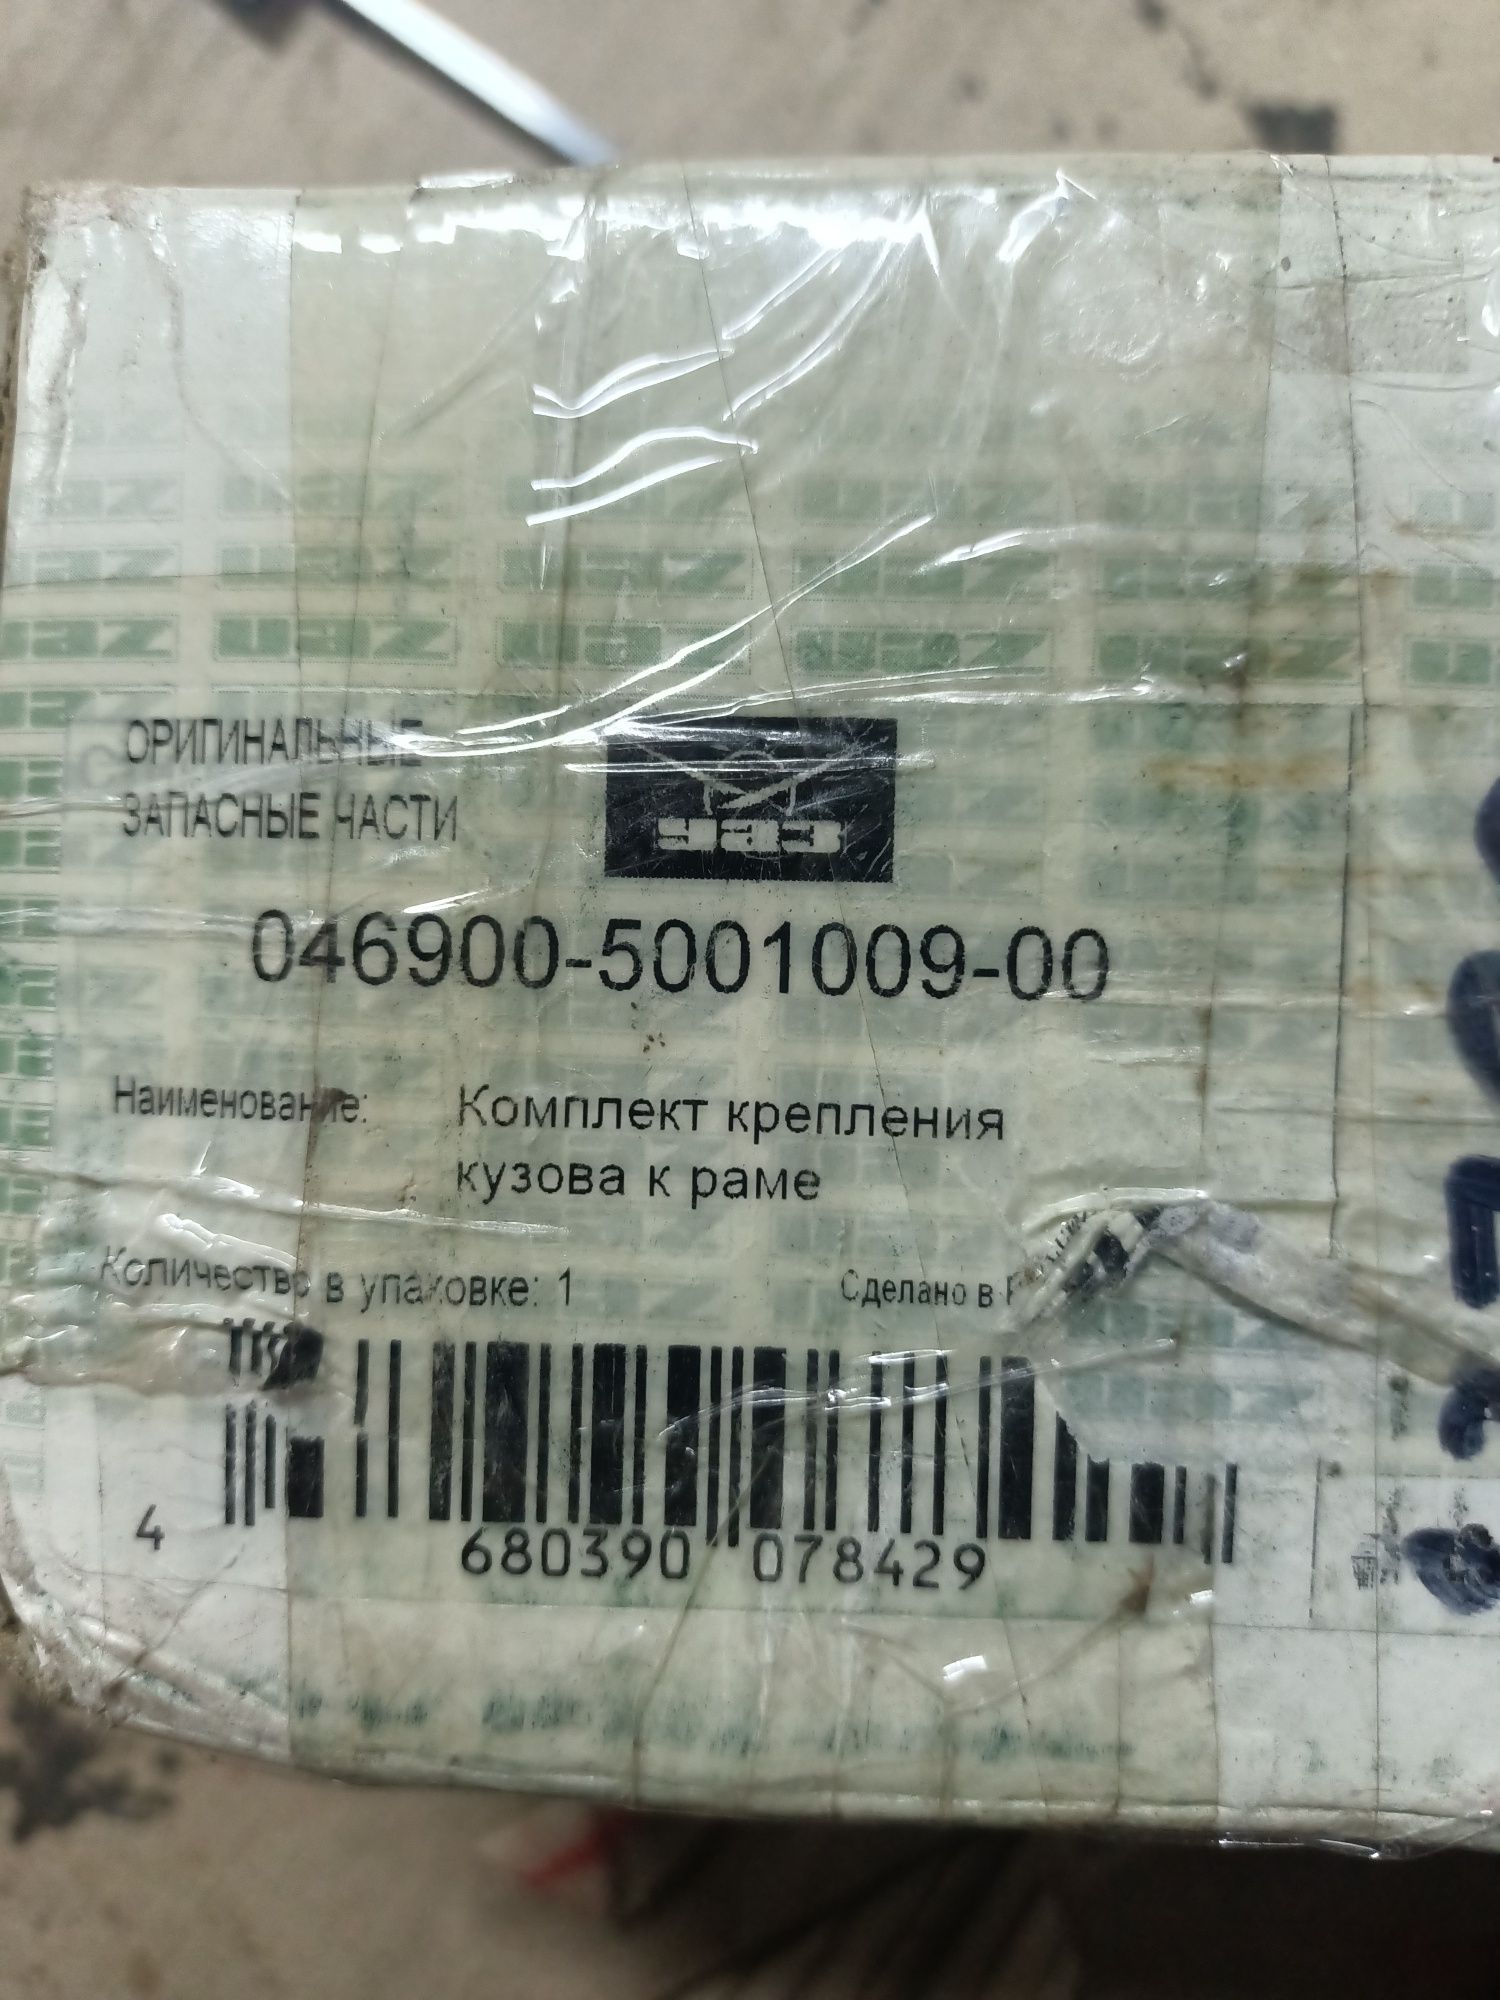 ОРИГИНАЛЬНЫЕ
ЗАПАСНЫЕ ЧАСТИ
УАЗ
046900-5001009-00
Наименование: Комплект крепления
кузова к раме
Количество в упаковке: 1 Сделано в
4 680390 078429